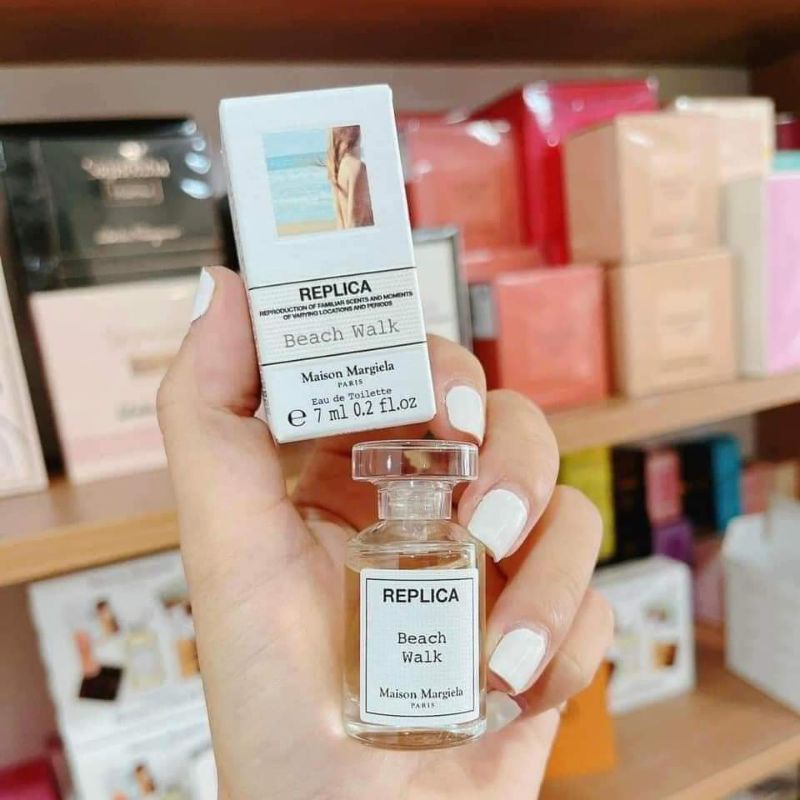 REPLICA
REPRODUCTION OF FAMILIAR SCENTS AND MOMENTS
OF VARYING LOCATIONS AND PERIODS
Beach Walk
Maison Margiela
PARIS
Eau de Toilette
℮ 7 ml 0.2 fl.oz
REPLICA
Beach
Walk
Maison Margiela
PARIS